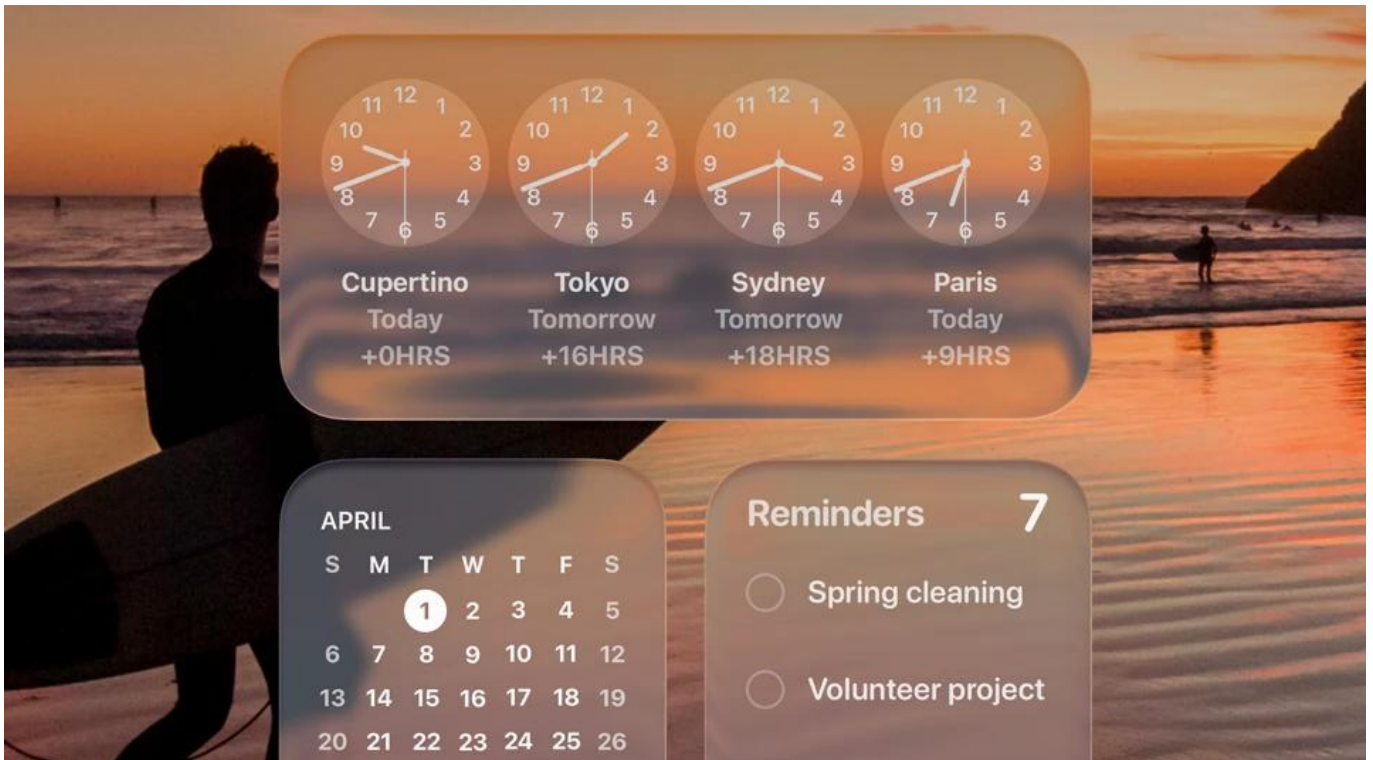 12
11 1
10 2
9 3
8 4
7 5
6
12
11 1
10 2
9 3
8 4
7 5
6
12
11 1
10 2
9 3
8 4
7 5
6
12
11 1
10 2
9 3
8 4
7 5
6
Cupertino Tokyo Sydney Paris
Today Tomorrow Tomorrow Today
+0HRS +16HRS +18HRS +9HRS
APRIL
S M T W T F S
1 2 3 4 5
6 7 8 9 10 11 12
13 14 15 16 17 18 19
20 21 22 23 24 25 26
Reminders 7
Spring cleaning
Volunteer project